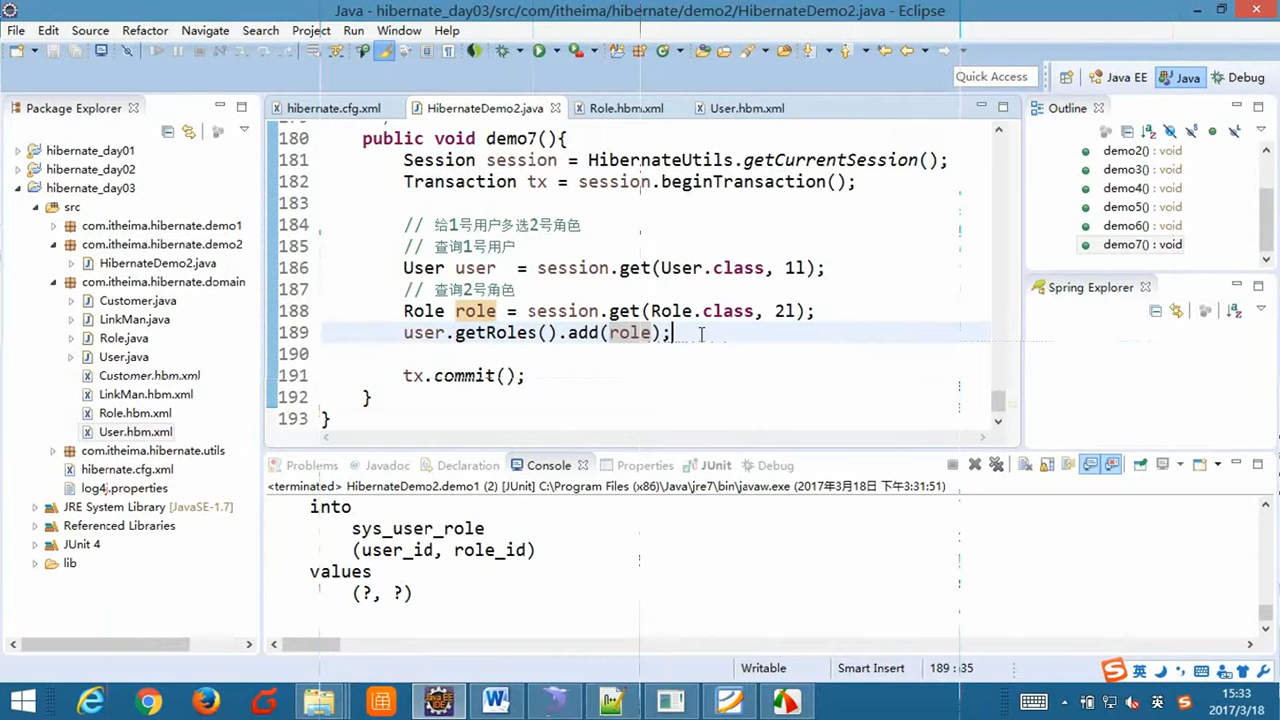 Java - hibernate_day03/src/com/itheima/hibernate/demo2/HibernateDemo2.java - Eclipse
File Edit Source Refactor Navigate Search Project Run Window Help
Quick Access
Java EE
Java
Debug
Package Explorer
hibernate_day01
hibernate_day02
hibernate_day03
src
com.itheima.hibernate.demo1
com.itheima.hibernate.demo2
HibernateDemo2.java
com.itheima.hibernate.domain
Customer.java
LinkMan.java
Role.java
User.java
Customer.hbm.xml
LinkMan.hbm.xml
Role.hbm.xml
User.hbm.xml
com.itheima.hibernate.utils
hibernate.cfg.xml
log4j.properties
JRE System Library [JavaSE-1.7]
Referenced Libraries
JUnit 4
lib
hibernate.cfg.xml
HibernateDemo2.java
Role.hbm.xml
User.hbm.xml
180 public void demo7(){
181 Session session = HibernateUtils.getCurrentSession();
182 Transaction tx = session.beginTransaction();
183
184 // 给1号用户多选2号角色
185 // 查询1号用户
186 User user  = session.get(User.class, 1l);
187 // 查询2号角色
188 Role role = session.get(Role.class, 2l);
189 user.getRoles().add(role);
190
191 tx.commit();
192 }
193 }
Outline
demo2() : void
demo3() : void
demo4() : void
demo5() : void
demo6() : void
demo7() : void
Spring Explorer
Problems
Javadoc
Declaration
Console
Properties
JUnit
Debug
<terminated> HibernateDemo2.demo1 (2) [JUnit] C:\Program Files (x86)\Java\jre7\bin\javaw.exe (2017年3月18日 下午3:31:51)
into
sys_user_role
(user_id, role_id)
values
(?, ?)
Writable
Smart Insert
189 : 35
英
英
15:33
2017/3/18